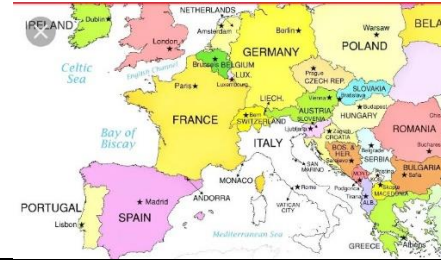 NETHERLANDS
IRELAND
Dublin
Amsterdam
Berlin
Warsaw
BELA
London
GERMANY
POLAND
Celtic
Sea
English Channel
Brussels
BELGIUM
LUX.
Luxembourg
Prague
CZECH REP.
Paris
SLOVAKIA
Vienna
Bratislava
LIECH.
AUSTRIA
Budapest
HUNGARY
Bern
SWITZERLAND
SLOVENIA
Ljubljana
Zagreb
CROATIA
ROMANIA
FRANCE
Bay of
Biscay
ITALY
BOS. &
HER.
Belgrade
SERBIA
Bucharest
SAN
MARINO
BULGARIA
Sofia
MONACO
ANDORRA
Rome
VATICAN
CITY
Podgorica
Tirana
ALB.
MACEDONIA
PORTUGAL
Lisbon
Madrid
SPAIN
Mediterranean Sea
GREECE
Athens